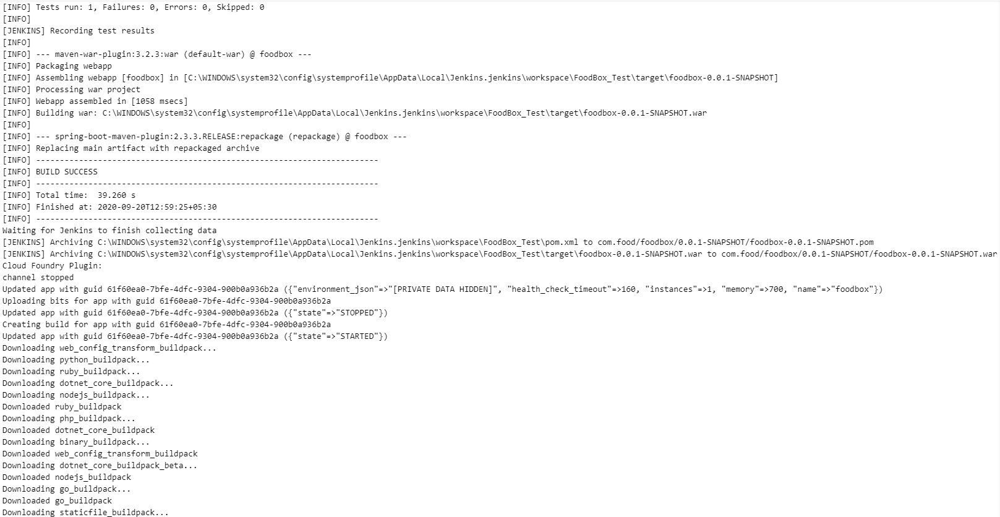 [INFO] Tests run: 1, Failures: 0, Errors: 0, Skipped: 0
[INFO]
[JENKINS] Recording test results
[INFO]
[INFO] --- maven-war-plugin:3.2.3:war (default-war) @ foodbox ---
[INFO] Packaging webapp
[INFO] Assembling webapp [foodbox] in [C:\WINDOWS\system32\config\systemprofile\AppData\Local\Jenkins.jenkins\workspace\FoodBox_Test\target\foodbox-0.0.1-SNAPSHOT]
[INFO] Processing war project
[INFO] Webapp assembled in [1058 msecs]
[INFO] Building war: C:\WINDOWS\system32\config\systemprofile\AppData\Local\Jenkins.jenkins\workspace\FoodBox_Test\target\foodbox-0.0.1-SNAPSHOT.war
[INFO]
[INFO] --- spring-boot-maven-plugin:2.3.3.RELEASE:repackage (repackage) @ foodbox ---
[INFO] Replacing main artifact with repackaged archive
[INFO] ------------------------------------------------------------------------
[INFO] BUILD SUCCESS
[INFO] ------------------------------------------------------------------------
[INFO] Total time:  39.260 s
[INFO] Finished at: 2020-09-20T12:59:25+05:30
[INFO] ------------------------------------------------------------------------
Waiting for Jenkins to finish collecting data
[JENKINS] Archiving C:\WINDOWS\system32\config\systemprofile\AppData\Local\Jenkins.jenkins\workspace\FoodBox_Test\pom.xml to com.food/foodbox/0.0.1-SNAPSHOT/foodbox-0.0.1-SNAPSHOT.pom
[JENKINS] Archiving C:\WINDOWS\system32\config\systemprofile\AppData\Local\Jenkins.jenkins\workspace\FoodBox_Test\target\foodbox-0.0.1-SNAPSHOT.war to com.food/foodbox/0.0.1-SNAPSHOT/foodbox-0.0.1-SNAPSHOT.war
Cloud Foundry Plugin:
channel stopped
Updated app with guid 61f60ea0-7bfe-4dfc-9304-900b0a936b2a ({"environment_json"=>"[PRIVATE DATA HIDDEN]", "health_check_timeout"=>160, "instances"=>1, "memory"=>700, "name"=>"foodbox"})
Uploading bits for app with guid 61f60ea0-7bfe-4dfc-9304-900b0a936b2a
Updated app with guid 61f60ea0-7bfe-4dfc-9304-900b0a936b2a ({"state"=>"STOPPED"})
Creating build for app with guid 61f60ea0-7bfe-4dfc-9304-900b0a936b2a
Updated app with guid 61f60ea0-7bfe-4dfc-9304-900b0a936b2a ({"state"=>"STARTED"})
Downloading web_config_transform_buildpack...
Downloading python_buildpack...
Downloading ruby_buildpack...
Downloading dotnet_core_buildpack...
Downloading nodejs_buildpack...
Downloaded ruby_buildpack
Downloading php_buildpack...
Downloaded dotnet_core_buildpack
Downloading binary_buildpack...
Downloaded web_config_transform_buildpack
Downloading dotnet_core_buildpack_beta...
Downloaded nodejs_buildpack
Downloading go_buildpack...
Downloaded go_buildpack
Downloading staticfile_buildpack...